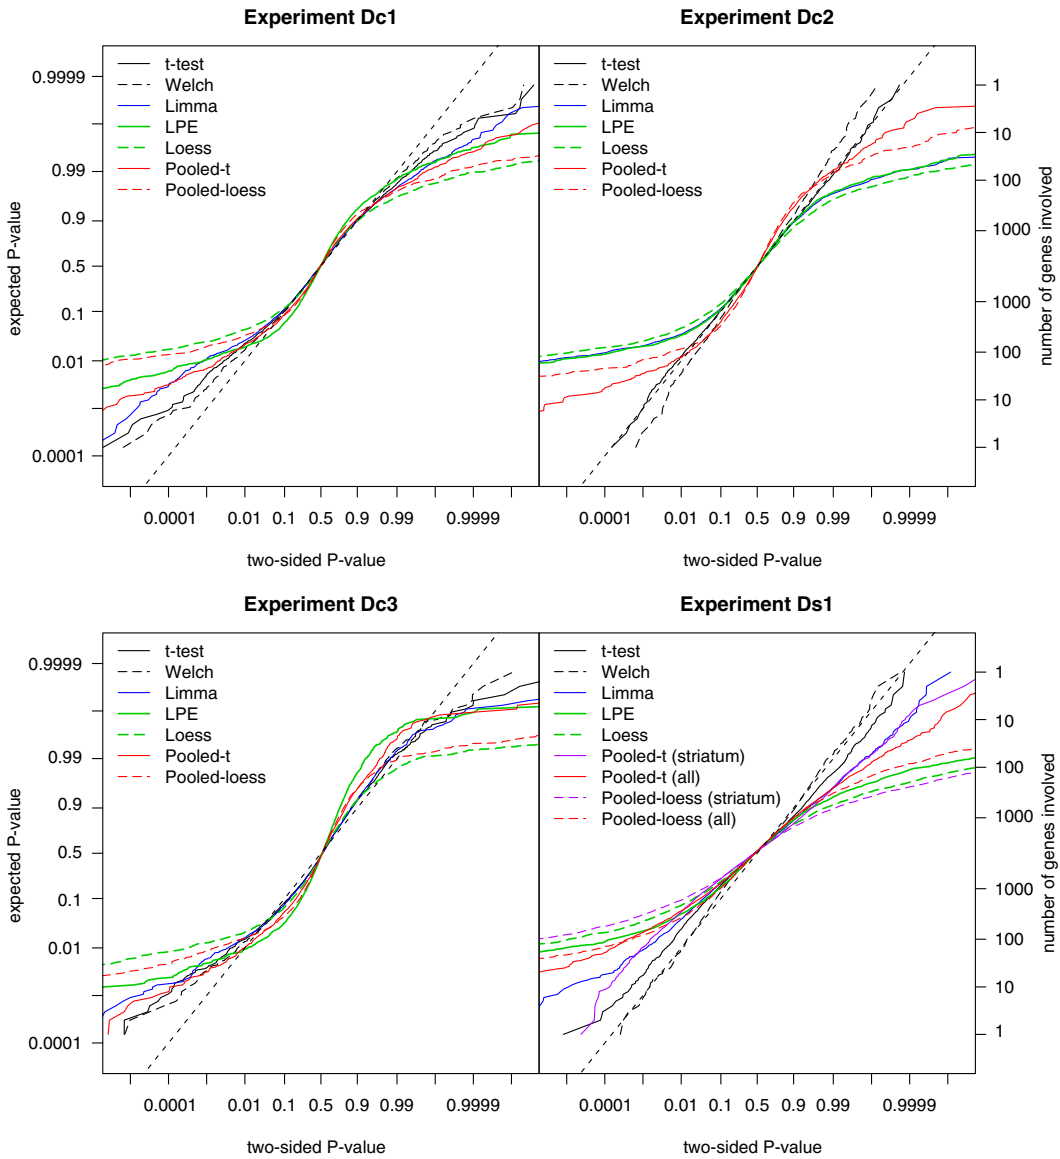 Experiment Dc1
Experiment Dc2
t-test
Welch
Limma
LPE
Loess
Pooled-t
Pooled-loess
t-test
Welch
Limma
LPE
Loess
Pooled-t
Pooled-loess
expected P-value
0.9999
0.99
0.9
0.5
0.1
0.01
0.0001
1
10
100
1000
1000
100
10
1
number of genes involved
0.0001 0.01 0.1 0.5 0.9 0.99 0.9999
0.0001 0.01 0.1 0.5 0.9 0.99 0.9999
two-sided P-value
two-sided P-value
Experiment Dc3
Experiment Ds1
t-test
Welch
Limma
LPE
Loess
Pooled-t
Pooled-loess
t-test
Welch
Limma
LPE
Loess
Pooled-t (striatum)
Pooled-t (all)
Pooled-loess (striatum)
Pooled-loess (all)
expected P-value
0.9999
0.99
0.9
0.5
0.1
0.01
0.0001
1
10
100
1000
1000
100
10
1
number of genes involved
0.0001 0.01 0.1 0.5 0.9 0.99 0.9999
0.0001 0.01 0.1 0.5 0.9 0.99 0.9999
two-sided P-value
two-sided P-value